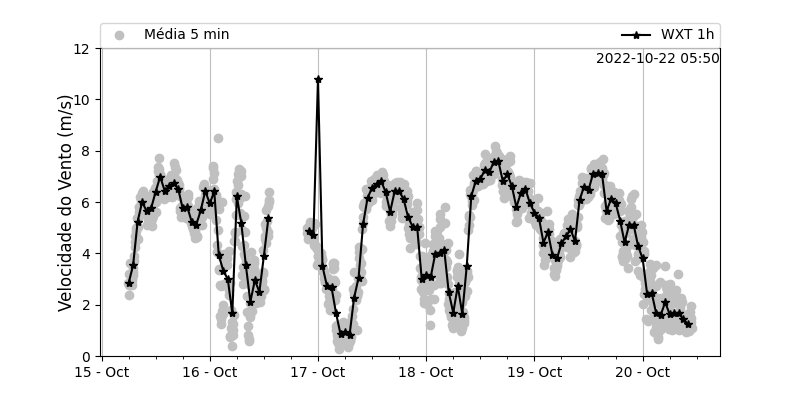 Média 5 min
WXT 1h
2022-10-22 05:50
Velocidade do Vento (m/s)
12
10
8
6
4
2
0
15 - Oct
16 - Oct
17 - Oct
18 - Oct
19 - Oct
20 - Oct